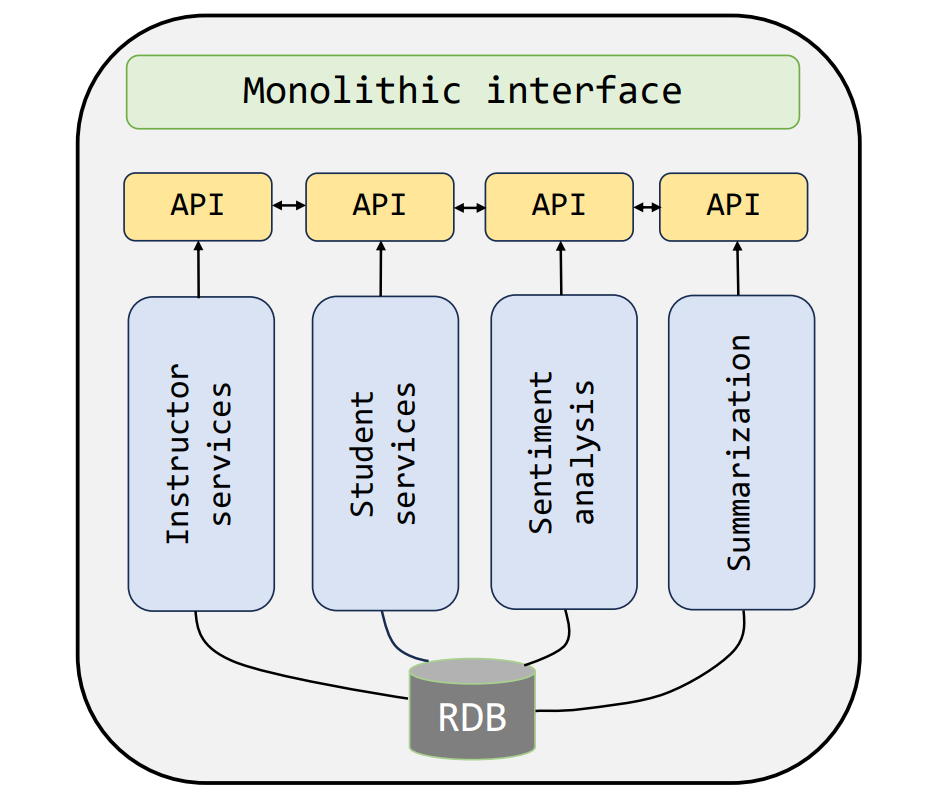 Monolithic interface
API
API
API
API
Instructor
services
Student
services
Sentiment
analysis
Summarization
RDB